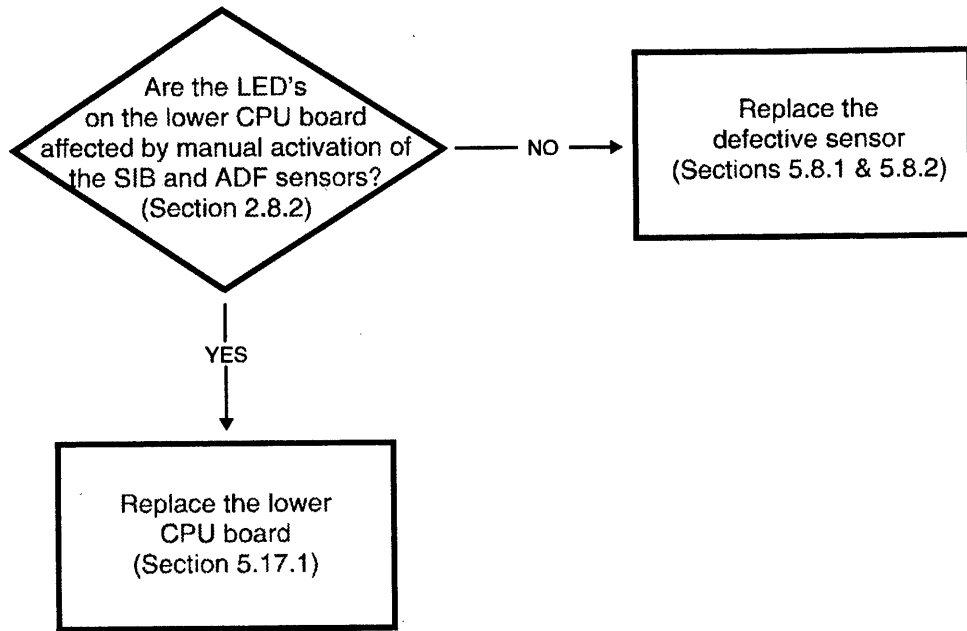 Are the LED's
on the lower CPU board
affected by manual activation of
the SIB and ADF sensors?
(Section 2.8.2)
NO
Replace the
defective sensor
(Sections 5.8.1 & 5.8.2)
YES
Replace the lower
CPU board
(Section 5.17.1)